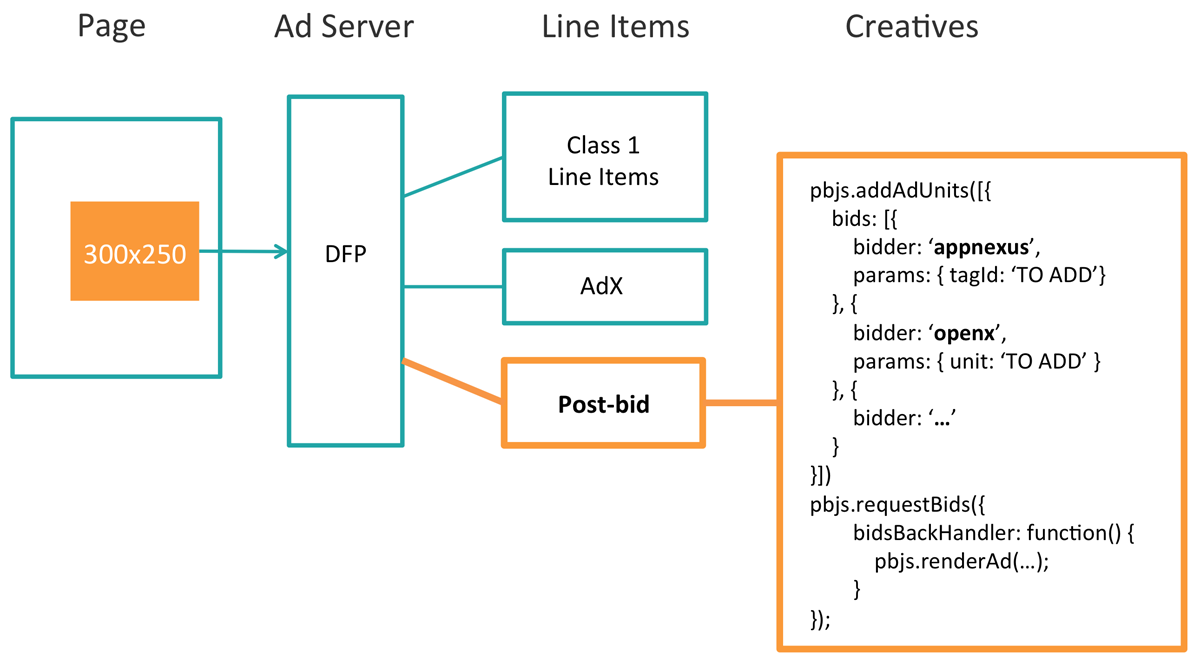 Page
Ad Server
Line Items
Creatives
300x250
DFP
Class 1
Line Items
AdX
Post-bid
pbjs.addAdUnits([{
bids: [{
bidder: ‘appnexus’,
params: { tagId: ‘TO ADD’}
}, {
bidder: ‘openx’,
params: { unit: ‘TO ADD’ }
}, {
bidder: ‘…’
}
}])
pbjs.requestBids({
bidsBackHandler: function() {
pbjs.renderAd(…);
}
});